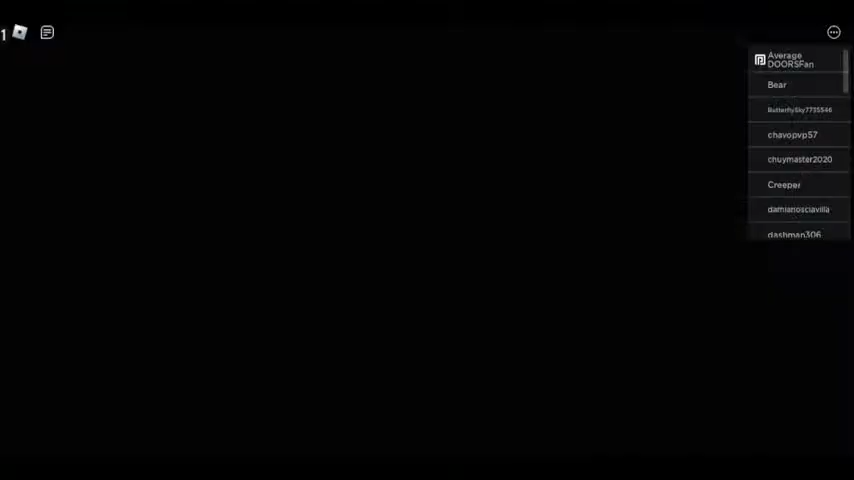 1
Average
DOORSFan
Bear
ButterflySky7735546
chavopvp57
chuymaster2020
Creeper
damianosciavilla
dashman306